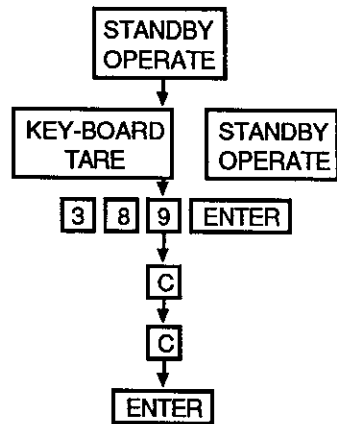 STANDBY
OPERATE
KEY-BOARD
TARE
STANDBY
OPERATE
3 8 9 ENTER
C
C
ENTER